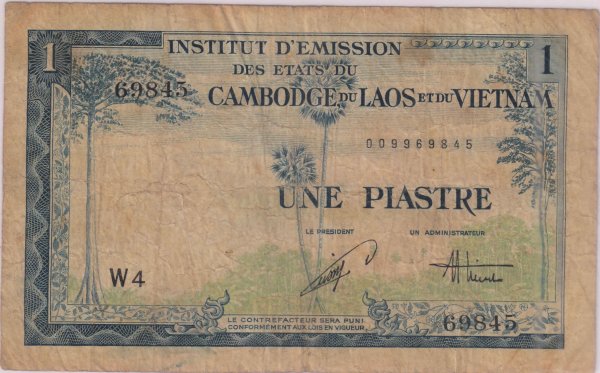 1
INSTITUT D'EMISSION
1
DES ETATS DU
69845
CAMBODGE DU LAOS ET DU VIETNAM
009969845
UNE PIASTRE
LE PRESIDENT UN ADMINISTRATEUR
W4
69845
LE CONTREFACTEUR SERA PUNI
CONFORMÉMENT AUX LOIS EN VIGUEUR